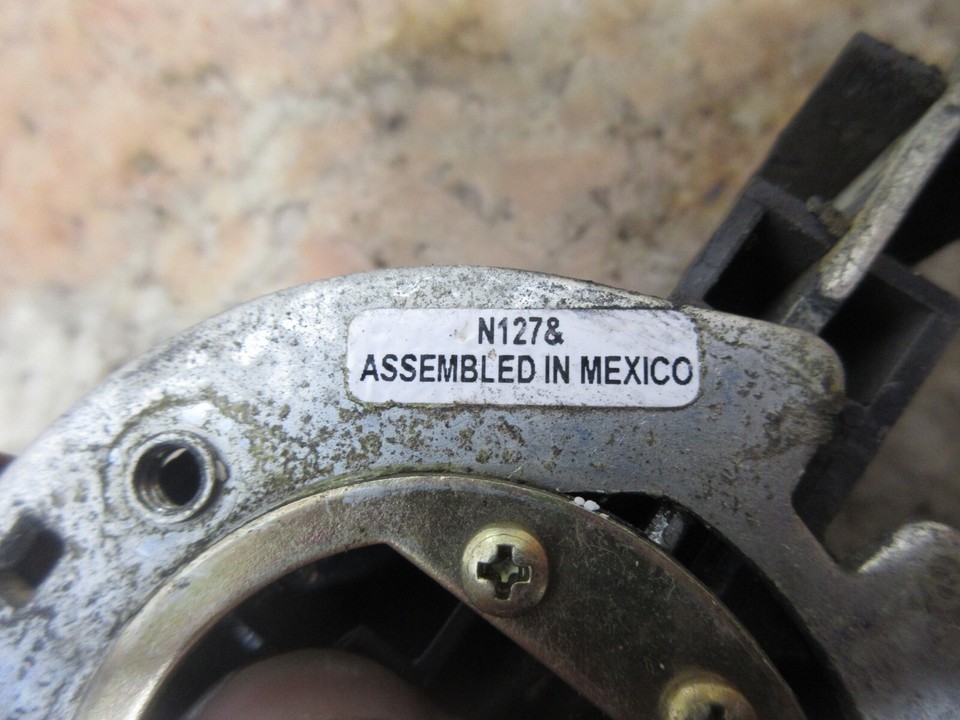 N127&
ASSEMBLED IN MEXICO